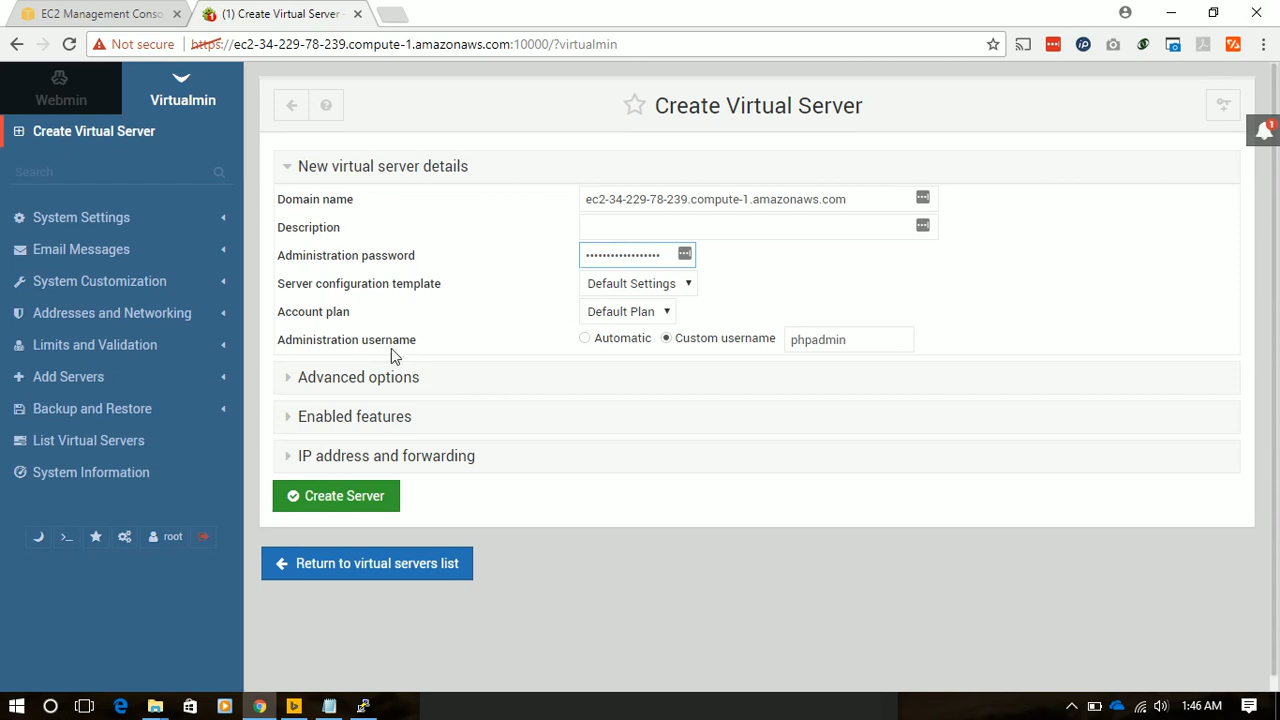 EC2 Management Conso
(1) Create Virtual Server -
Not secure
https://ec2-34-229-78-239.compute-1.amazonaws.com:10000/?virtualmin
Webmin
Virtualmin
Create Virtual Server
Search
System Settings
Email Messages
System Customization
Addresses and Networking
Limits and Validation
Add Servers
Backup and Restore
List Virtual Servers
System Information
root
Create Virtual Server
1
New virtual server details
Domain name
ec2-34-229-78-239.compute-1.amazonaws.com
Description
Administration password
••••••••••••••••••
Server configuration template
Default Settings
Account plan
Default Plan
Administration username
Automatic
Custom username
phpadmin
Advanced options
Enabled features
IP address and forwarding
Create Server
Return to virtual servers list
1:46 AM